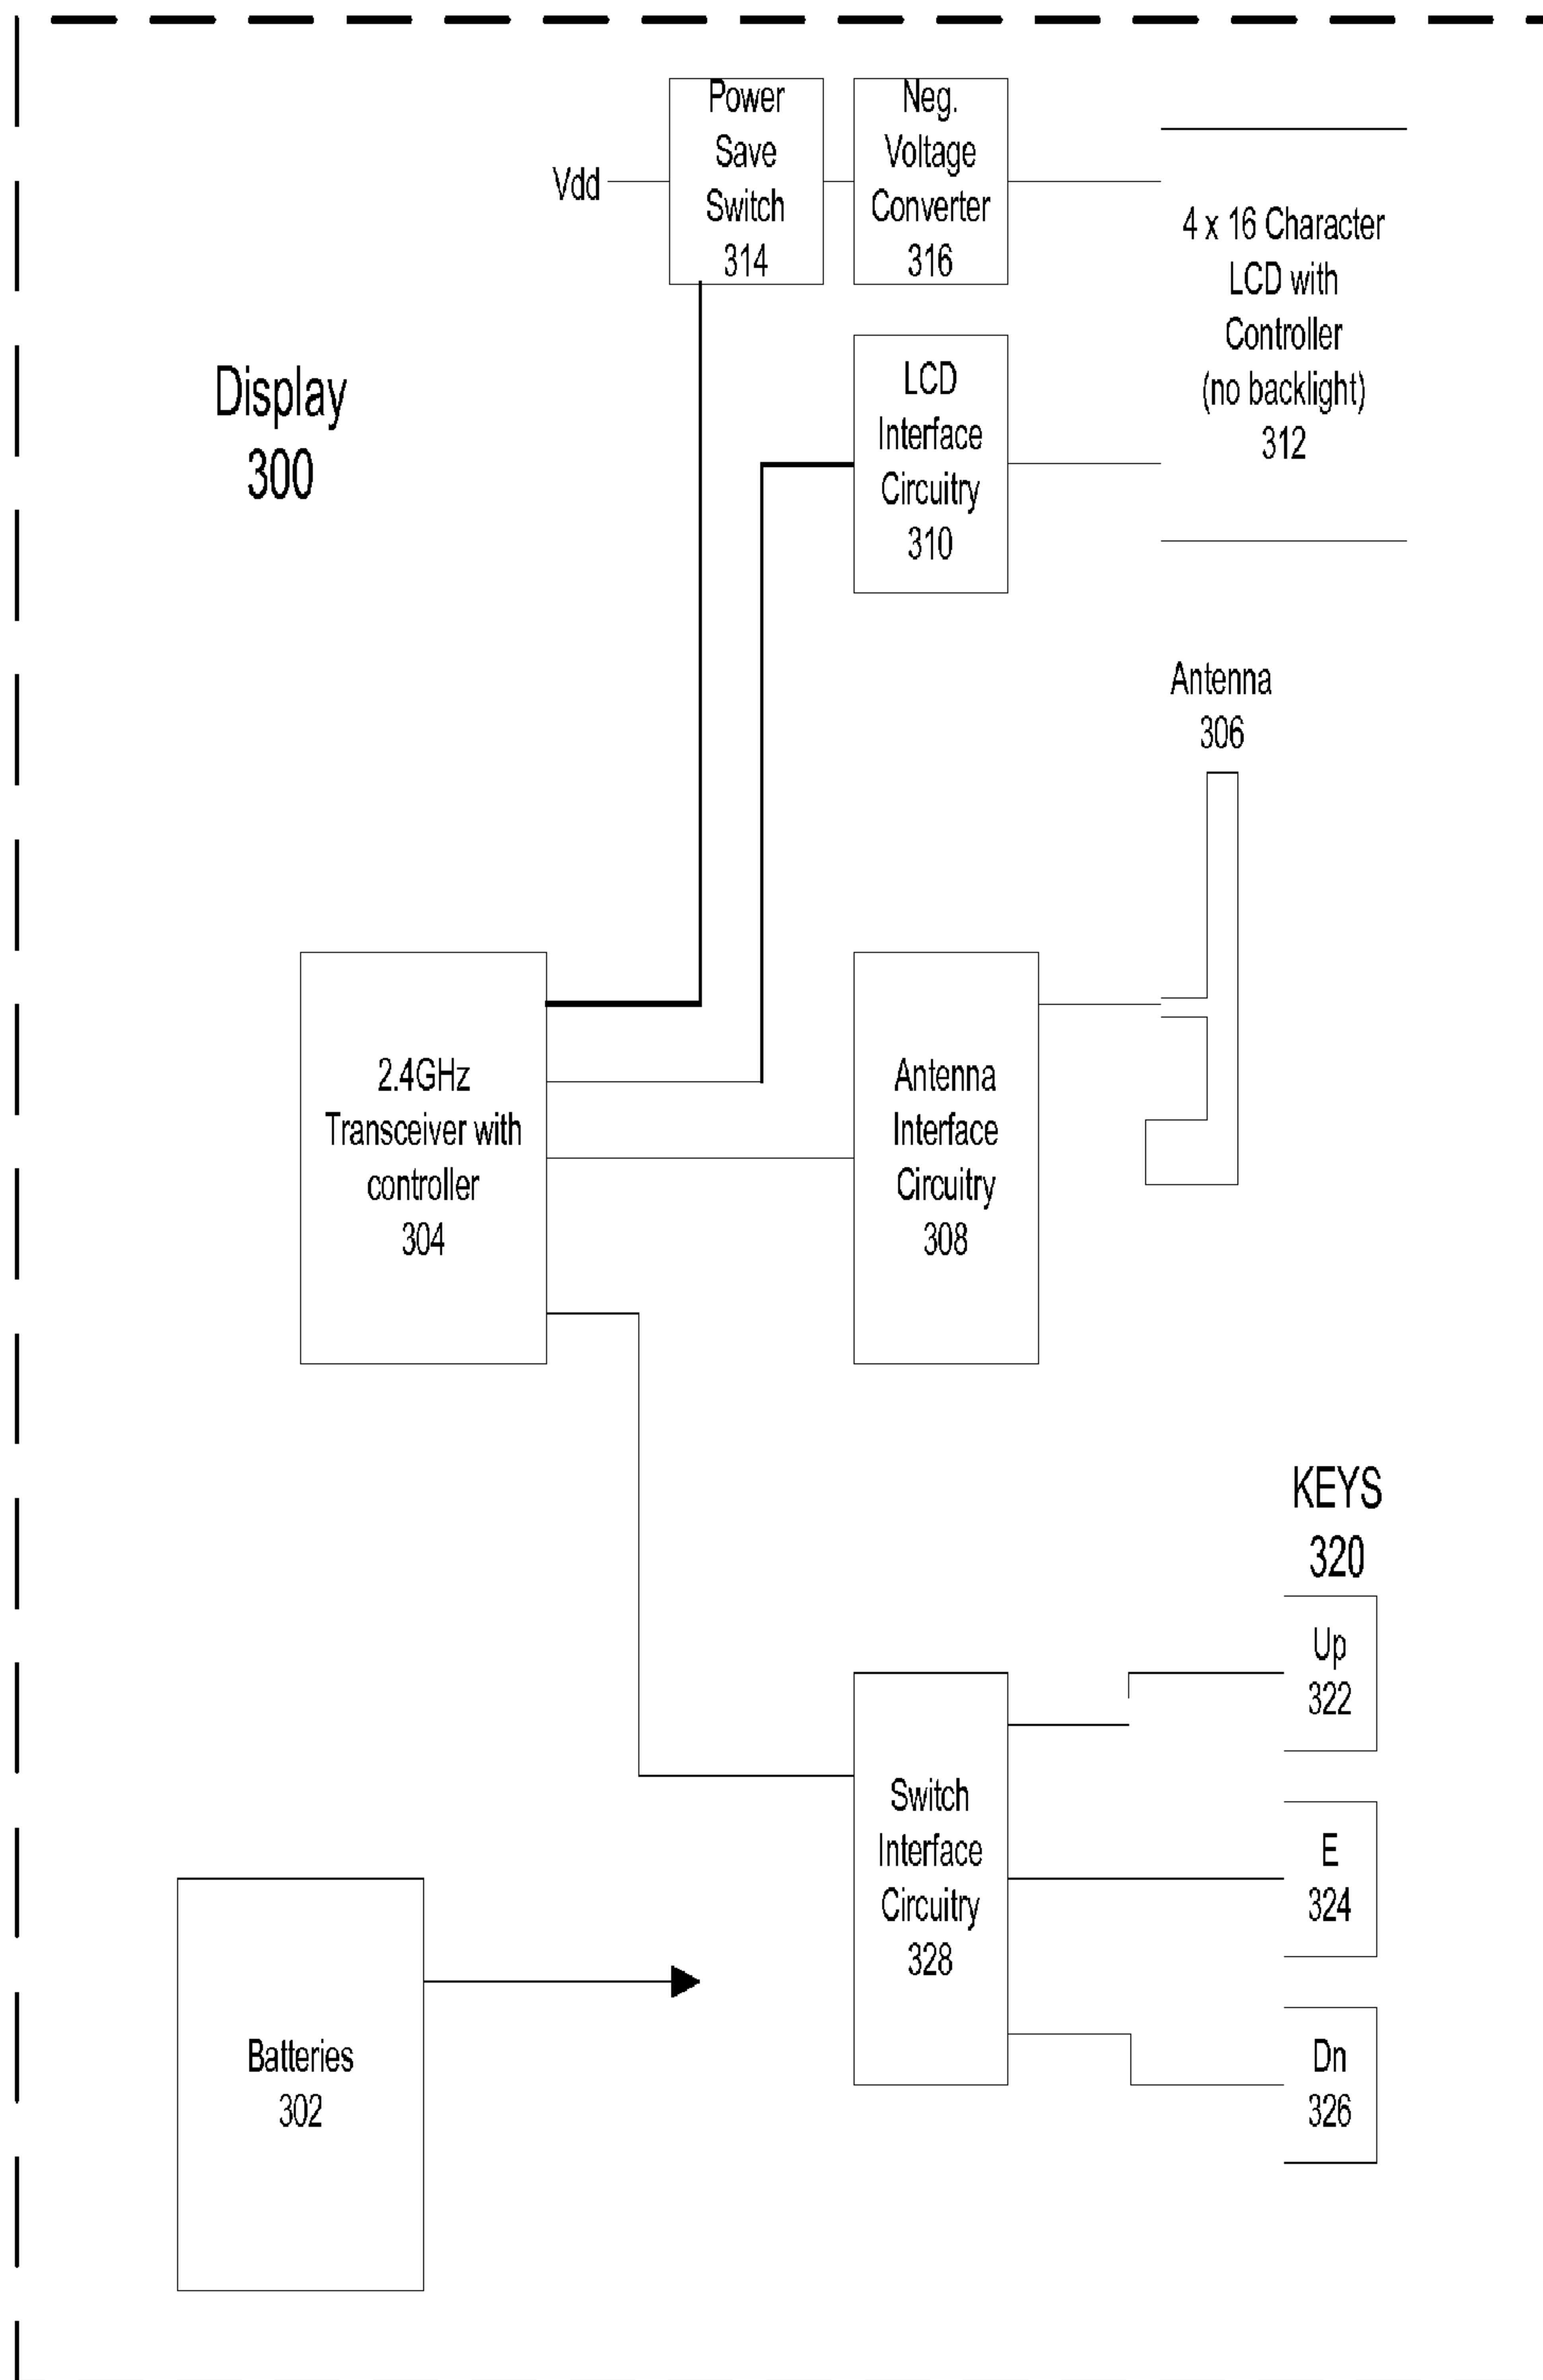 Power
Save
Switch
314
Neg.
Voltage
Converter
316
Vdd
4 x 16 Character
LCD with
Controller
(no backlight)
312
Display
300
LCD
Interface
Circuitry
310
Antenna
306
2.4GHz
Transceiver with
controller
304
Antenna
Interface
Circuitry
308
KEYS
320
Up
322
Switch
Interface
Circuitry
328
E
324
Dn
326
Batteries
302